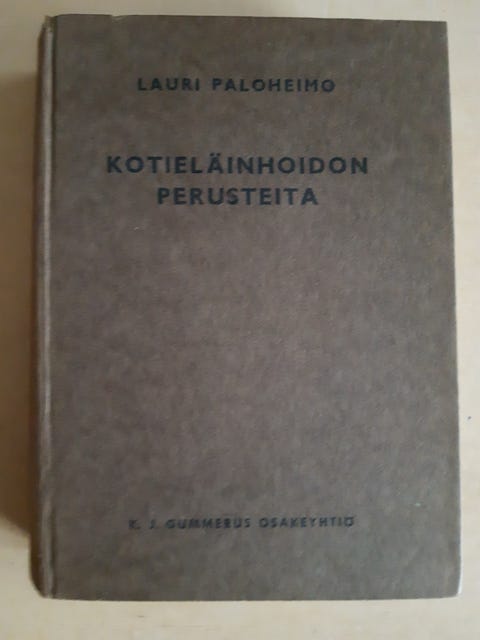 LAURI PALOHEIMO
KOTIELÄINHOIDON
PERUSTEITA
K. J. GUMMERUS OSAKEYHTIÖ